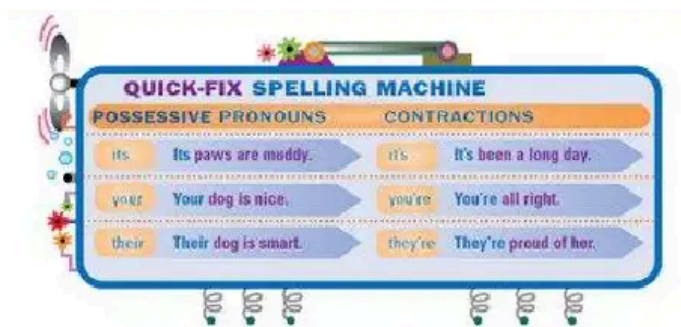 QUICK-FIX SPELLING MACHINE
POSSESSIVE PRONOUNS CONTRACTIONS
its Its paws are muddy. it's It's been a long day.
your Your dog is nice. you're You're all right.
their Their dog is smart. they're They're proud of her.